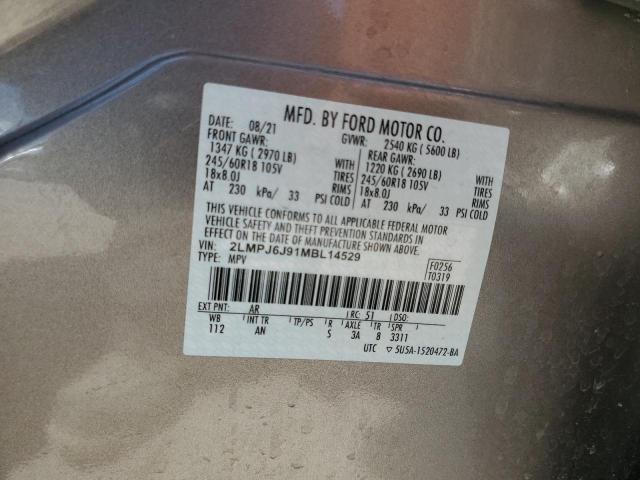 MFD. BY FORD MOTOR CO.
DATE: 08/21 GVWR: 2540 KG ( 5600 LB)
FRONT GAWR: REAR GAWR:
1347 KG ( 2970 LB) WITH 1220 KG ( 2690 LB) WITH
245/60R18 105V TIRES 245/60R18 105V TIRES
18x8.0J RIMS 18x8.0J RIMS
AT 230 kPa/ 33 PSI COLD AT 230 kPa/ 33 PSI COLD
THIS VEHICLE CONFORMS TO ALL APPLICABLE FEDERAL MOTOR
VEHICLE SAFETY AND THEFT PREVENTION STANDARDS IN
EFFECT ON THE DATE OF MANUFACTURE SHOWN ABOVE.
VIN: 2LMPJ6J91MBL14529 F0256
TYPE: MPV T0319
EXT PNT: AR RC: 51 DSO:
WB INT TR TP/PS R AXLE TR SPR
112 AN S 3A 8 3311
UTC ▽ 5U5A-1520472-BA